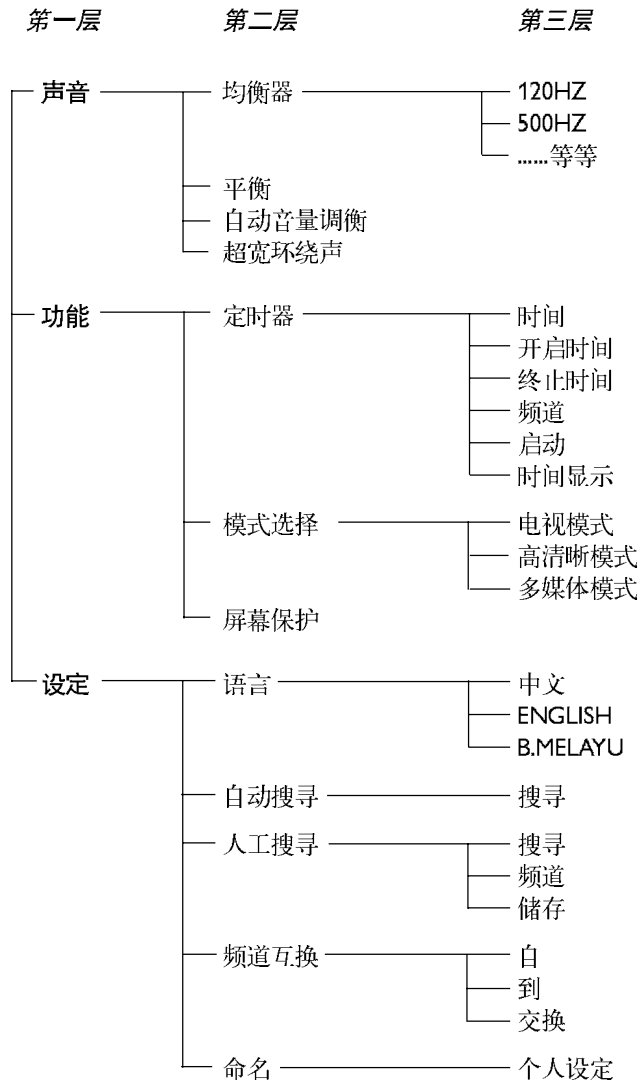 第一层 第二层 第三层
声音 均衡器 120HZ
500HZ
......等等
平衡
自动音量调衡
超宽环绕声
功能 定时器 时间
开启时间
终止时间
频道
启动
时间显示
模式选择 电视模式
高清晰模式
多媒体模式
屏幕保护
设定 语言 中文
ENGLISH
B.MELAYU
自动搜寻 搜寻
人工搜寻 搜寻
频道
储存
频道互换 自
到
交换
命名 个人设定